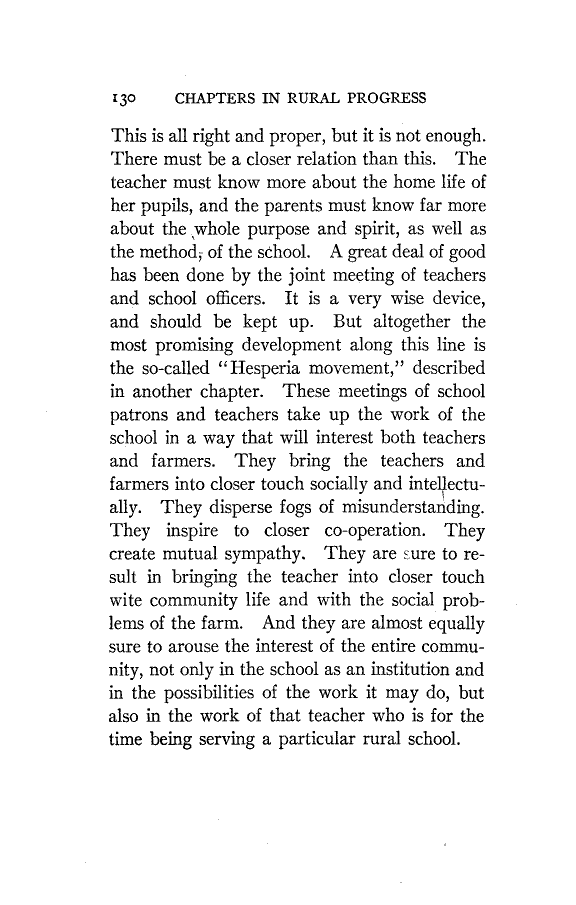 130 CHAPTERS IN RURAL PROGRESS
This is all right and proper, but it is not enough.
There must be a closer relation than this. The
teacher must know more about the home life of
her pupils, and the parents must know far more
about the whole purpose and spirit, as well as
the method, of the school. A great deal of good
has been done by the joint meeting of teachers
and school officers. It is a very wise device,
and should be kept up. But altogether the
most promising development along this line is
the so-called "Hesperia movement," described
in another chapter. These meetings of school
patrons and teachers take up the work of the
school in a way that will interest both teachers
and farmers. They bring the teachers and
farmers into closer touch socially and intellectu-
ally. They disperse fogs of misunderstanding.
They inspire to closer co-operation. They
create mutual sympathy. They are sure to re-
sult in bringing the teacher into closer touch
wite community life and with the social prob-
lems of the farm. And they are almost equally
sure to arouse the interest of the entire commu-
nity, not only in the school as an institution and
in the possibilities of the work it may do, but
also in the work of that teacher who is for the
time being serving a particular rural school.